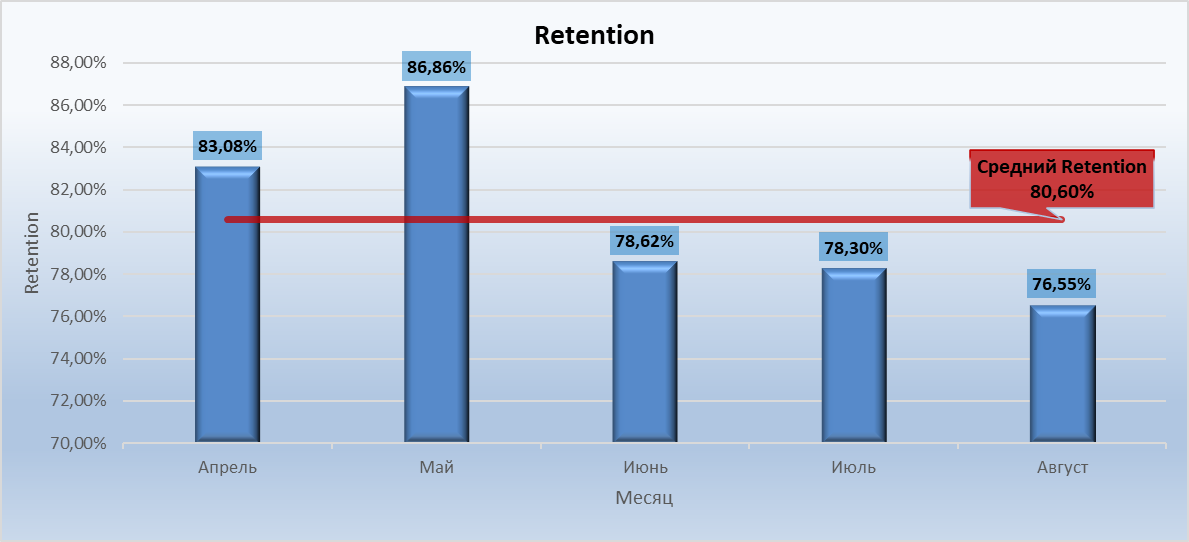 Retention
88,00%
86,00%
84,00%
82,00%
80,00%
78,00%
76,00%
74,00%
72,00%
70,00%
Retention
83,08%
86,86%
78,62%
78,30%
76,55%
Средний Retention
80,60%
Апрель
Май
Июнь
Июль
Август
Месяц